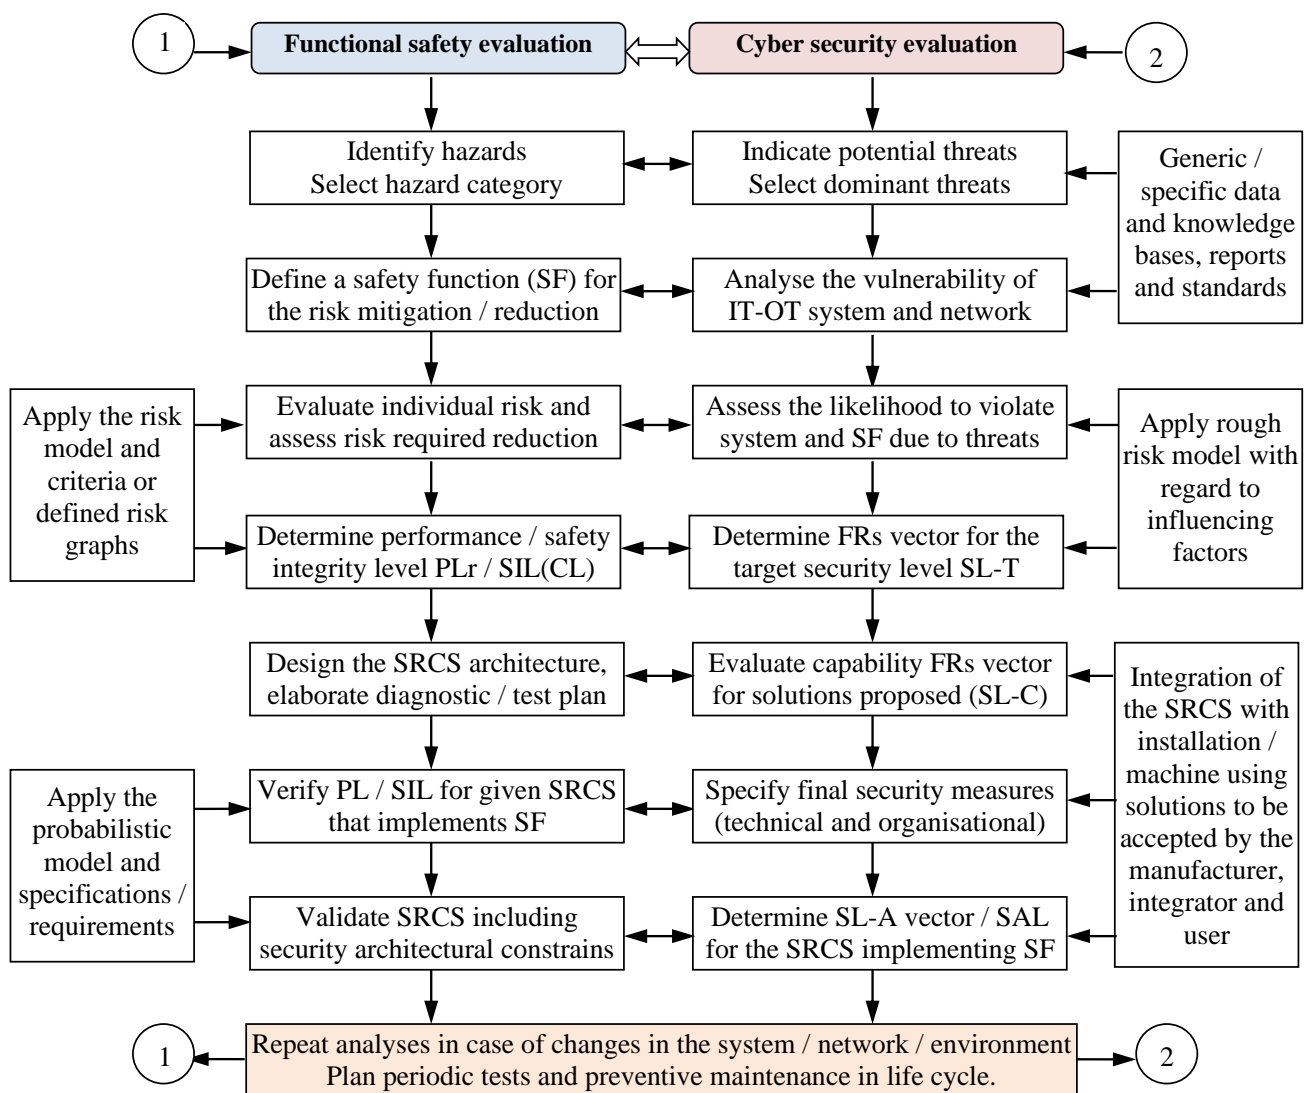 1
Functional safety evaluation
Cyber security evaluation
2
Identify hazards
Select hazard category
Indicate potential threats
Select dominant threats
Generic /
specific data
and knowledge
bases, reports
and standards
Define a safety function (SF) for
the risk mitigation / reduction
Analyse the vulnerability of
IT-OT system and network
Apply the risk
model and
criteria or
defined risk
graphs
Evaluate individual risk and
assess risk required reduction
Assess the likelihood to violate
system and SF due to threats
Apply rough
risk model with
regard to
influencing
factors
Determine performance / safety
integrity level PLr / SIL(CL)
Determine FRs vector for the
target security level SL-T
Design the SRCS architecture,
elaborate diagnostic / test plan
Evaluate capability FRs vector
for solutions proposed (SL-C)
Integration of
the SRCS with
installation /
machine using
solutions to be
accepted by the
manufacturer,
integrator and
user
Apply the
probabilistic
model and
specifications /
requirements
Verify PL / SIL for given SRCS
that implements SF
Specify final security measures
(technical and organisational)
Validate SRCS including
security architectural constrains
Determine SL-A vector / SAL
for the SRCS implementing SF
1
Repeat analyses in case of changes in the system / network / environment
Plan periodic tests and preventive maintenance in life cycle.
2